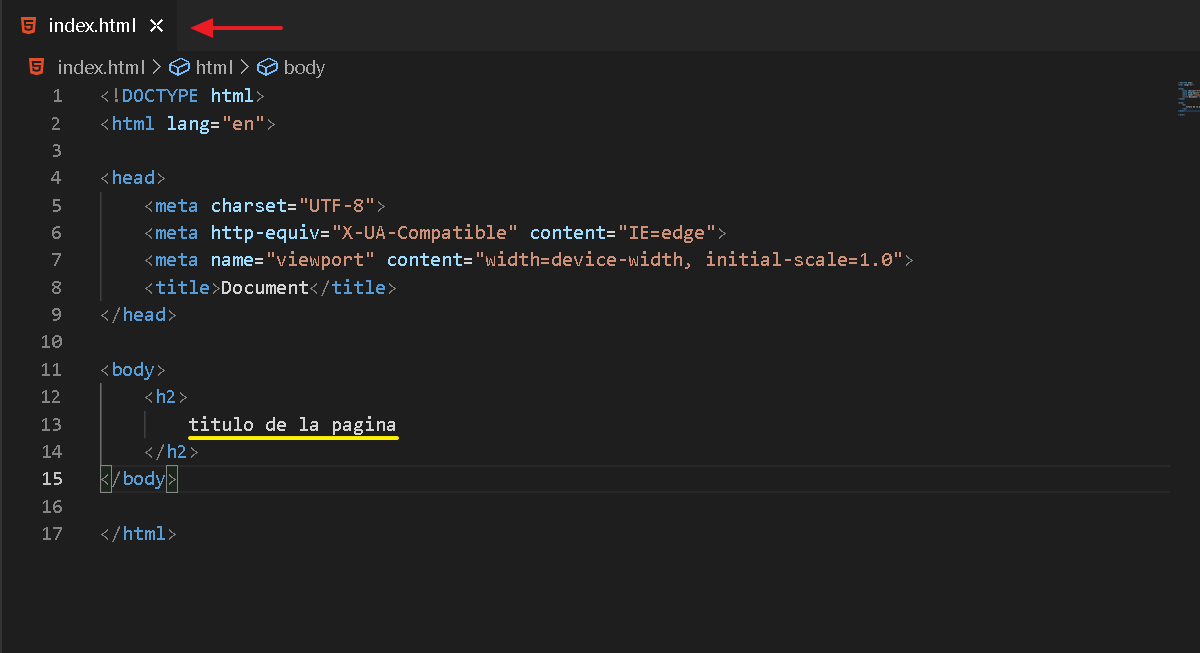 index.html
index.html > html > body
1 <!DOCTYPE html>
2 <html lang="en">
3
4 <head>
5     <meta charset="UTF-8">
6     <meta http-equiv="X-UA-Compatible" content="IE=edge">
7     <meta name="viewport" content="width=device-width, initial-scale=1.0">
8     <title>Document</title>
9 </head>
10
11 <body>
12     <h2>
13         titulo de la pagina
14     </h2>
15 </body>
16
17 </html>